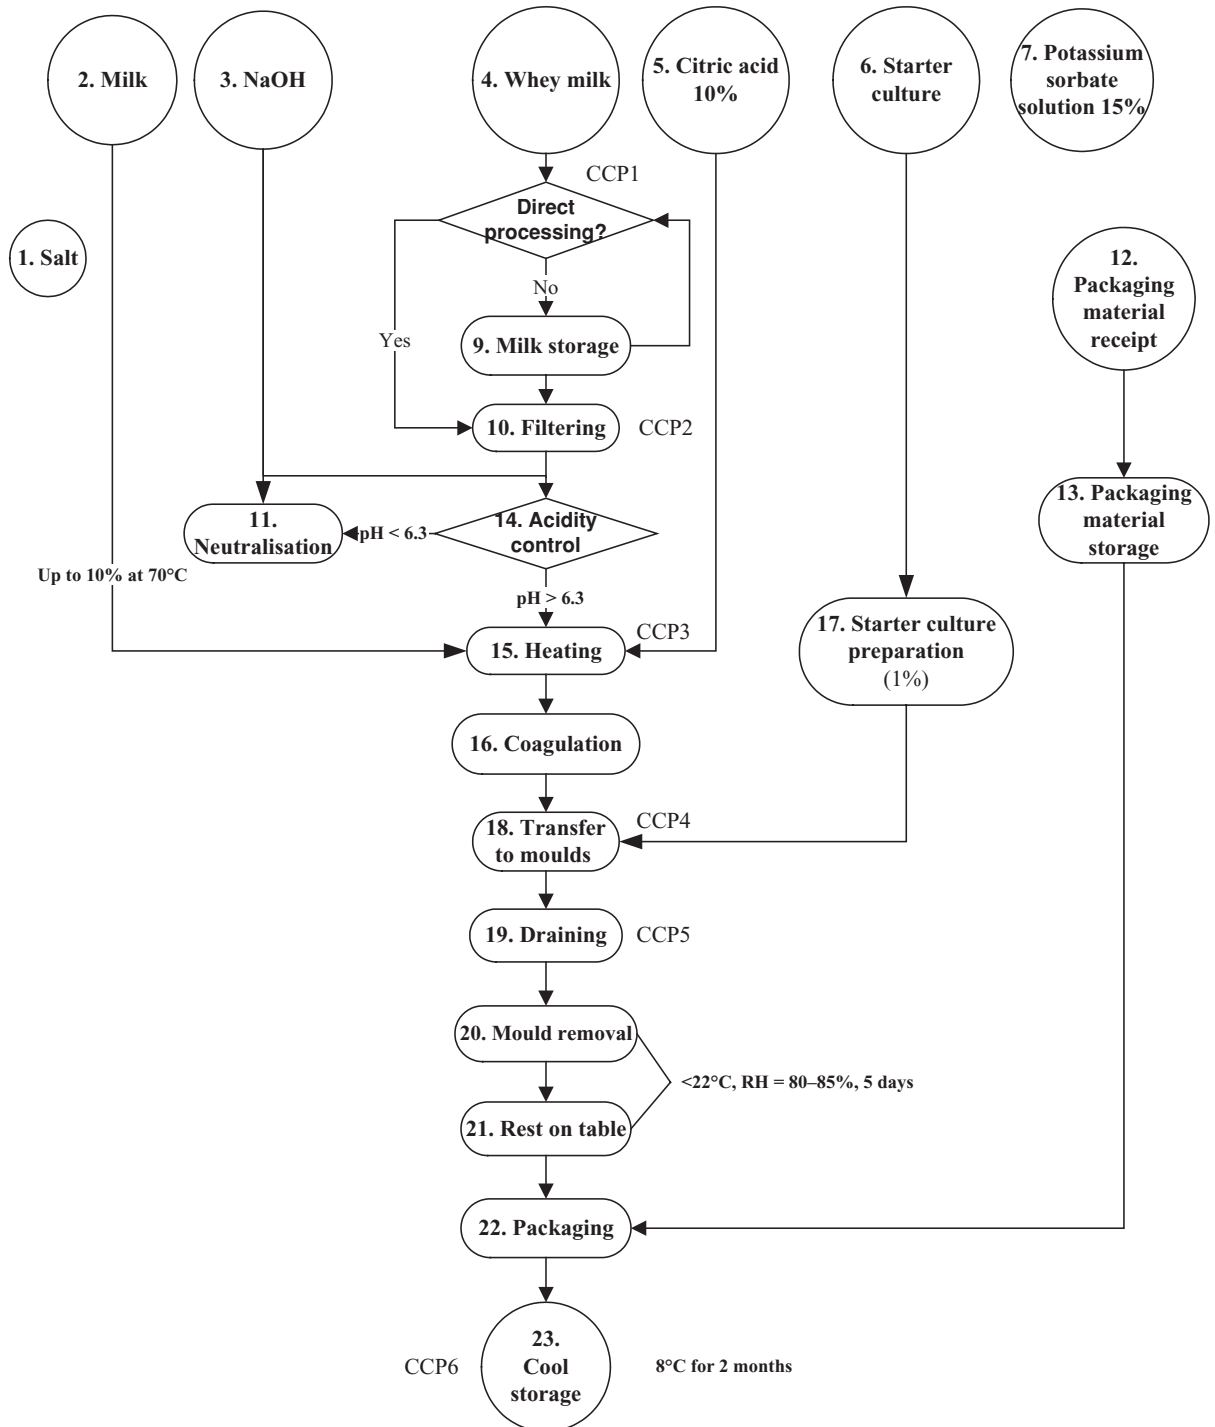 2. Milk
3. NaOH
4. Whey milk
5. Citric acid
10%
6. Starter
culture
7. Potassium
sorbate
solution 15%
CCP1
Direct
processing?
1. Salt
12.
Packaging
material
receipt
No
Yes
9. Milk storage
10. Filtering
CCP2
11.
Neutralisation
pH < 6.3
14. Acidity
control
13. Packaging
material
storage
Up to 10% at 70°C
pH > 6.3
CCP3
15. Heating
17. Starter culture
preparation
(1%)
16. Coagulation
CCP4
18. Transfer
to moulds
19. Draining
CCP5
20. Mould removal
<22°C, RH = 80–85%, 5 days
21. Rest on table
22. Packaging
23.
Cool
storage
CCP6
8°C for 2 months